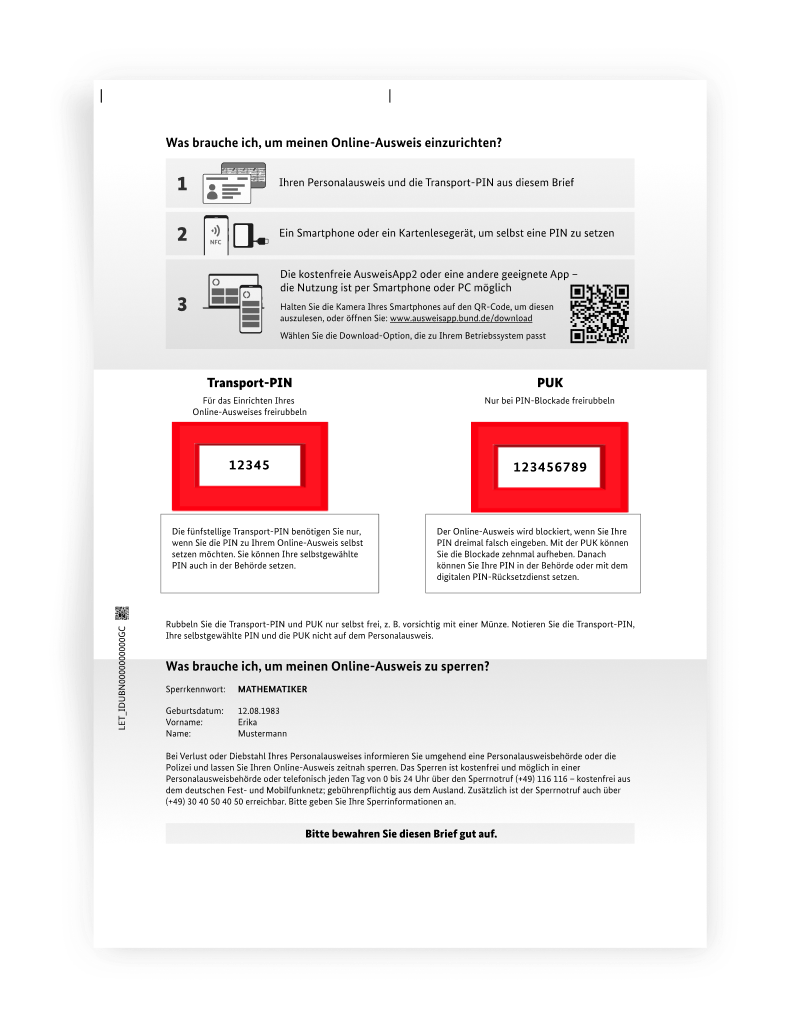 Was brauche ich, um meinen Online-Ausweis einzurichten?
1
Ihren Personalausweis und die Transport-PIN aus diesem Brief
2
NFC
Ein Smartphone oder ein Kartenlesegerät, um selbst eine PIN zu setzen
3
Die kostenfreie AusweisApp2 oder eine andere geeignete App –
die Nutzung ist per Smartphone oder PC möglich
Halten Sie die Kamera Ihres Smartphones auf den QR-Code, um diesen
auszulesen, oder öffnen Sie: www.ausweisapp.bund.de/download
Wählen Sie die Download-Option, die zu Ihrem Betriebssystem passt
Transport-PIN
Für das Einrichten Ihres
Online-Ausweises freirubbeln
12345
Die fünfstellige Transport-PIN benötigen Sie nur,
wenn Sie die PIN zu Ihrem Online-Ausweis selbst
setzen möchten. Sie können Ihre selbstgewählte
PIN auch in der Behörde setzen.
PUK
Nur bei PIN-Blockade freirubbeln
123456789
Der Online-Ausweis wird blockiert, wenn Sie Ihre
PIN dreimal falsch eingeben. Mit der PUK können
Sie die Blockade zehnmal aufheben. Danach
können Sie Ihre PIN in der Behörde oder mit dem
digitalen PIN-Rücksetzdienst setzen.
Rubbeln Sie die Transport-PIN und PUK nur selbst frei, z. B. vorsichtig mit einer Münze. Notieren Sie die Transport-PIN,
Ihre selbstgewählte PIN und die PUK nicht auf dem Personalausweis.
LET_IDUBN0000000000GC
Was brauche ich, um meinen Online-Ausweis zu sperren?
Sperrkennwort: MATHEMATIKER
Geburtsdatum: 12.08.1983
Vorname: Erika
Name: Mustermann
Bei Verlust oder Diebstahl Ihres Personalausweises informieren Sie umgehend eine Personalausweisbehörde oder die
Polizei und lassen Sie Ihren Online-Ausweis zeitnah sperren. Das Sperren ist kostenfrei und möglich in einer
Personalausweisbehörde oder telefonisch jeden Tag von 0 bis 24 Uhr über den Sperrnotruf (+49) 116 116 – kostenfrei aus
dem deutschen Fest- und Mobilfunknetz; gebührenpflichtig aus dem Ausland. Zusätzlich ist der Sperrnotruf auch über
(+49) 30 40 50 40 50 erreichbar. Bitte geben Sie Ihre Sperrinformationen an.
Bitte bewahren Sie diesen Brief gut auf.